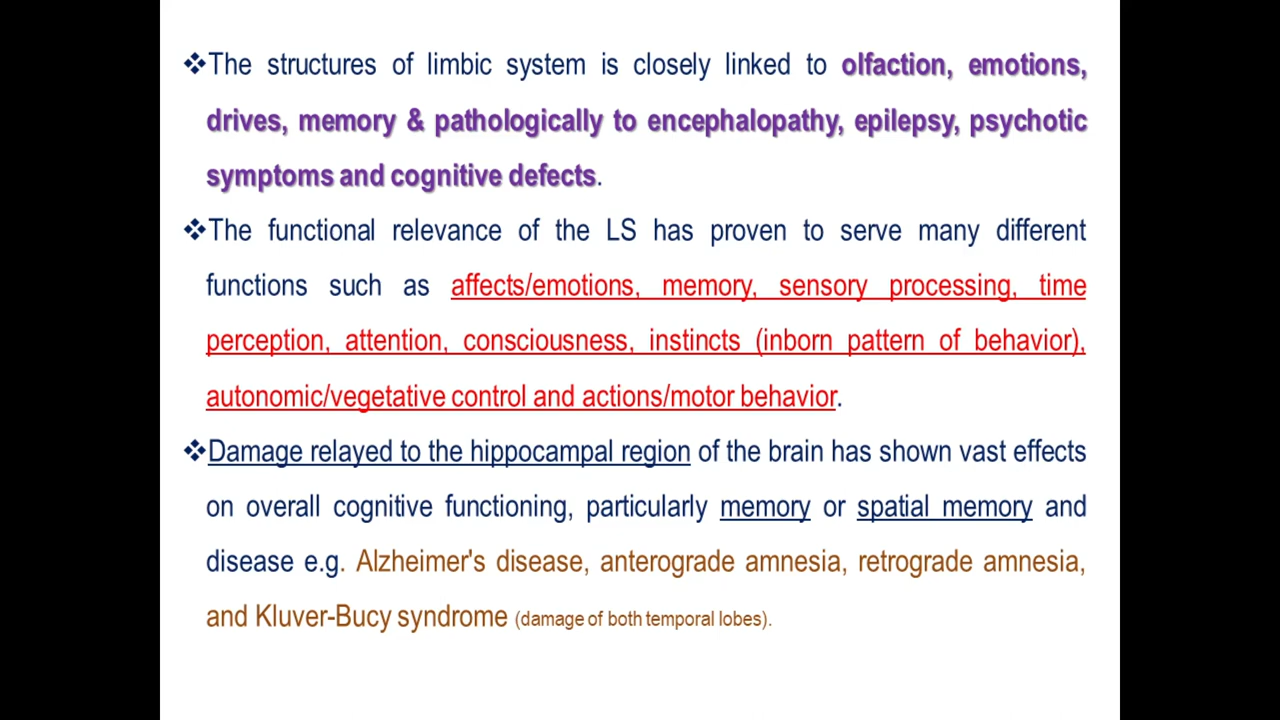 ❖The structures of limbic system is closely linked to olfaction, emotions,
drives, memory & pathologically to encephalopathy, epilepsy, psychotic
symptoms and cognitive defects.
❖The functional relevance of the LS has proven to serve many different
functions such as affects/emotions, memory, sensory processing, time
perception, attention, consciousness, instincts (inborn pattern of behavior),
autonomic/vegetative control and actions/motor behavior.
❖Damage relayed to the hippocampal region of the brain has shown vast effects
on overall cognitive functioning, particularly memory or spatial memory and
disease e.g. Alzheimer's disease, anterograde amnesia, retrograde amnesia,
and Kluver-Bucy syndrome (damage of both temporal lobes).